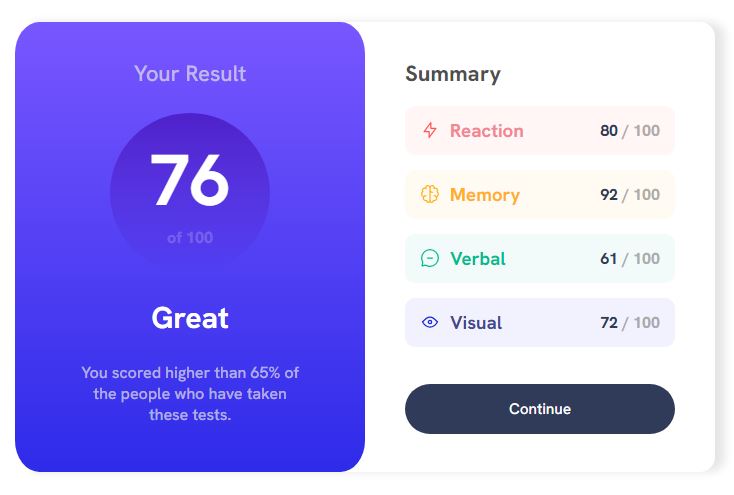 Your Result
76
of 100
Great
You scored higher than 65% of
the people who have taken
these tests.
Summary
Reaction 80 / 100
Memory 92 / 100
Verbal 61 / 100
Visual 72 / 100
Continue